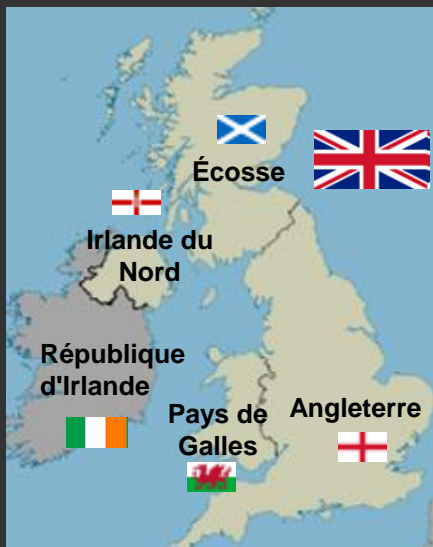 Écosse
Irlande du
Nord
République
d'Irlande
Pays de
Galles
Angleterre